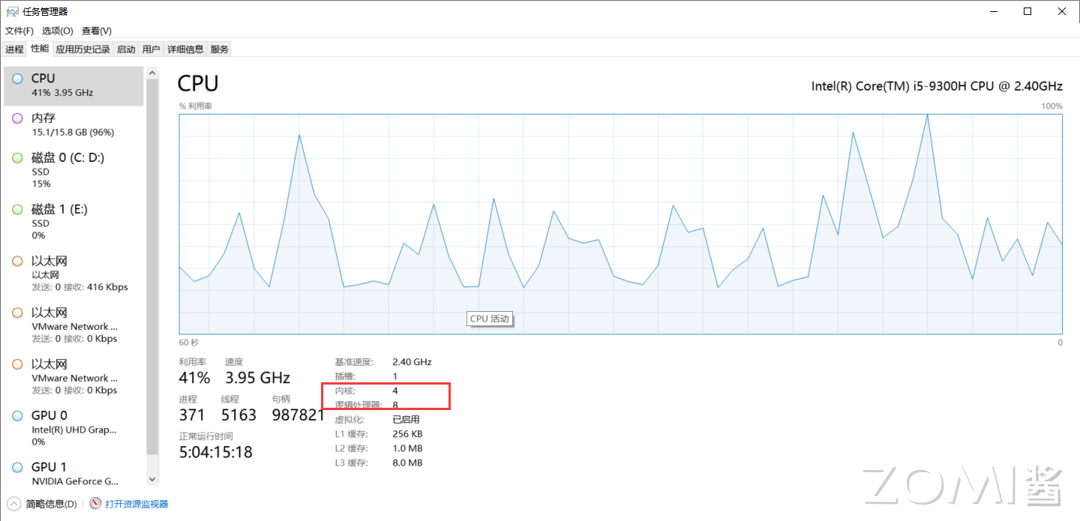 任务管理器
文件(F) 选项(O) 查看(V)
进程 性能 应用历史记录 启动 用户 详细信息 服务
CPU
41% 3.95 GHz
内存
15.1/15.8 GB (96%)
磁盘 0 (C: D:)
SSD
15%
磁盘 1 (E:)
SSD
0%
以太网
以太网
发送: 0 接收: 416 Kbps
以太网
VMware Network ...
发送: 0 接收: 0 Kbps
以太网
VMware Network ...
发送: 0 接收: 0 Kbps
GPU 0
Intel(R) UHD Grap...
0%
GPU 1
NVIDIA GeForce G...
CPU
Intel(R) Core(TM) i5-9300H CPU @ 2.40GHz
% 利用率
100%
CPU 活动
60 秒
0
利用率 速度
41% 3.95 GHz
进程 线程 句柄
371 5163 987821
正常运行时间
5:04:15:18
基准速度: 2.40 GHz
插槽: 1
内核: 4
逻辑处理器: 8
虚拟化: 已启用
L1 缓存: 256 KB
L2 缓存: 1.0 MB
L3 缓存: 8.0 MB
简略信息(D) 打开资源监视器
ZOMI酱